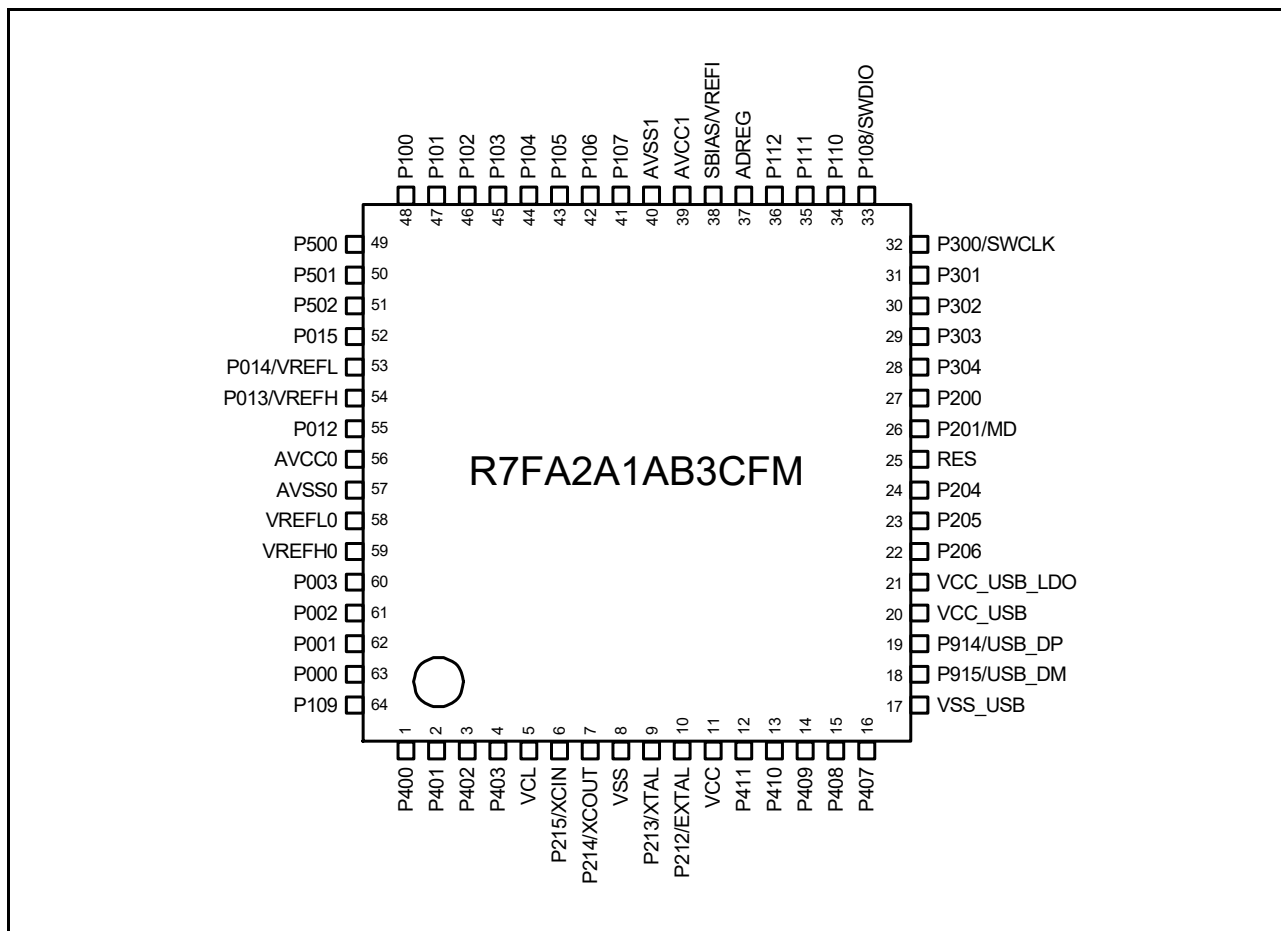 P100
P101
P102
P103
P104
P105
P106
P107
AVSS1
AVCC1
SBIAS/VREFI
ADREG
P112
P111
P110
P108/SWDIO
48
47
46
45
44
43
42
41
40
39
38
37
36
35
34
33
P500 49
P501 50
P502 51
P015 52
P014/VREFL 53
P013/VREFH 54
P012 55
AVCC0 56
AVSS0 57
VREFL0 58
VREFH0 59
P003 60
P002 61
P001 62
P000 63
P109 64
R7FA2A1AB3CFM
32 P300/SWCLK
31 P301
30 P302
29 P303
28 P304
27 P200
26 P201/MD
25 RES
24 P204
23 P205
22 P206
21 VCC_USB_LDO
20 VCC_USB
19 P914/USB_DP
18 P915/USB_DM
17 VSS_USB
1
2
3
4
5
6
7
8
9
10
11
12
13
14
15
16
P400
P401
P402
P403
VCL
P215/XCIN
P214/XCOUT
VSS
P213/XTAL
P212/EXTAL
VCC
P411
P410
P409
P408
P407